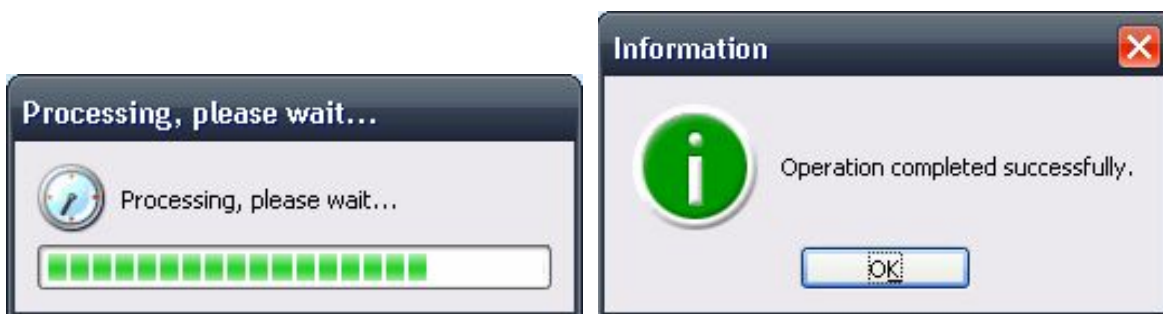 Processing, please wait...
Processing, please wait...
Information
Operation completed successfully.
OK